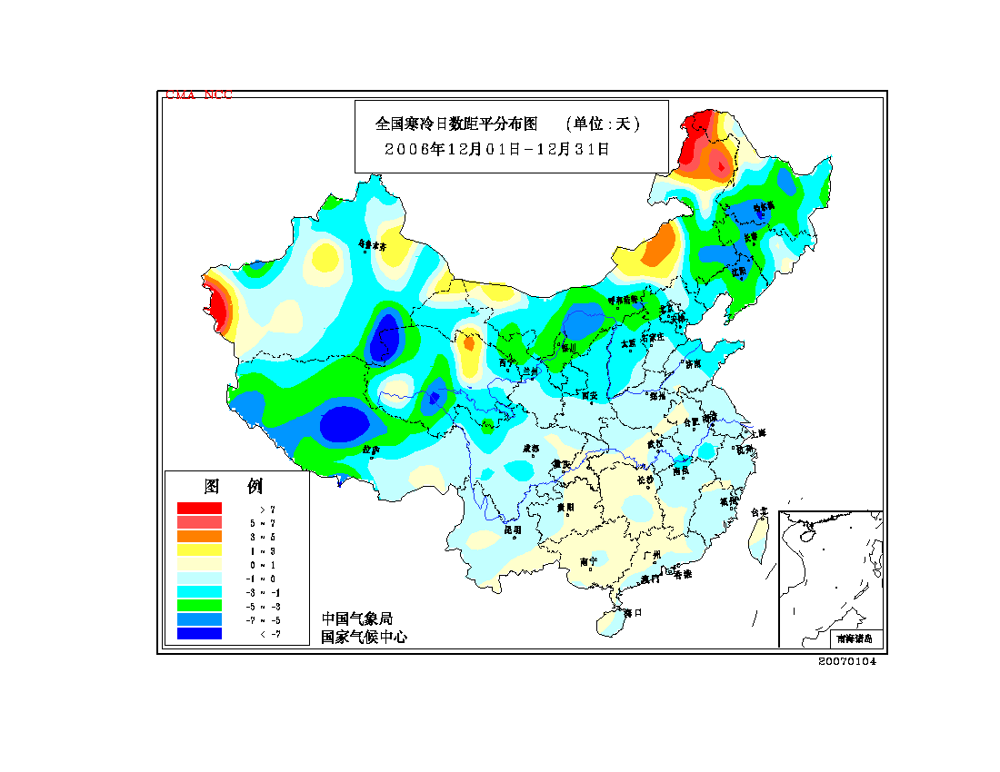 CMA NCC
全国寒冷日数距平分布图 (单位:天)
2006年12月01日-12月31日
哈尔滨
长春
沈阳
乌鲁木齐
呼和浩特
北京
天津
银川
太原
石家庄
西宁
兰州
济南
西安
郑州
合肥
南京
上海
拉萨
成都
武汉
杭州
重庆
南昌
长沙
贵阳
福州
昆明
台北
南宁
广州
澳门
香港
海口
图 例
> 7
5 ~ 7
3 ~ 5
1 ~ 3
0 ~ 1
-1 ~ 0
-3 ~ -1
-5 ~ -3
-7 ~ -5
< -7
中国气象局
国家气候中心
南海诸岛
20070104